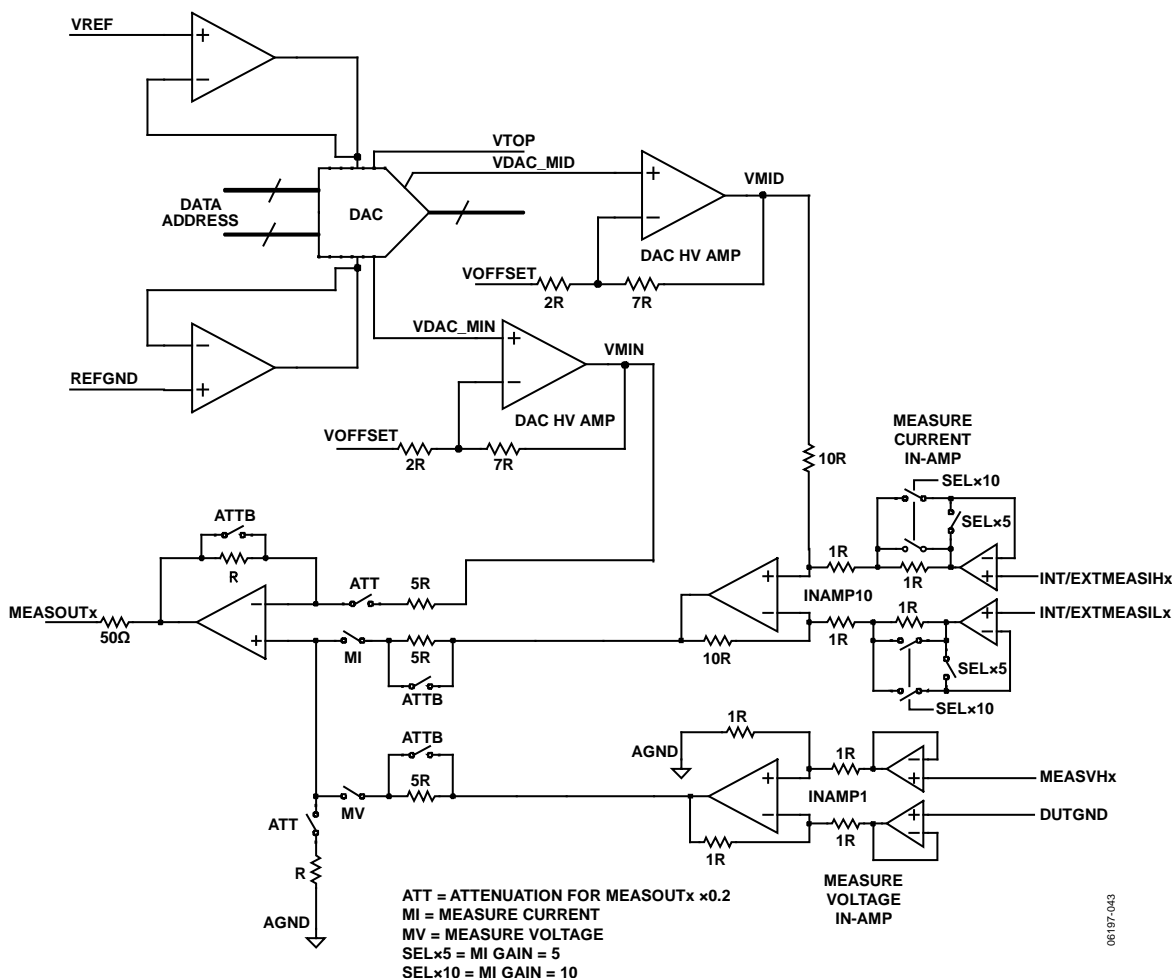 VREF
+
−
VTOP
VDAC_MID
VMID
+
−
DATA
ADDRESS
DAC
DAC HV AMP
VOFFSET
2R
7R
VDAC_MIN
VMIN
−
+
REFGND
+
−
DAC HV AMP
VOFFSET
2R
7R
MEASURE
CURRENT
IN-AMP
10R
SEL×10
SEL×5
ATTB
R
1R
1R
−
+
INT/EXTMEASIHx
ATT
5R
+
−
INAMP10
MEASOUTx
50Ω
−
+
1R
1R
+
−
INT/EXTMEASILx
MI
5R
10R
SEL×5
ATTB
SEL×10
1R
ATTB
AGND
1R
−
+
MEASVHx
5R
+
−
INAMP1
MV
DUTGND
+
−
1R
1R
ATT
R
MEASURE
VOLTAGE
IN-AMP
AGND
ATT = ATTENUATION FOR MEASOUTx ×0.2
MI = MEASURE CURRENT
MV = MEASURE VOLTAGE
SEL×5 = MI GAIN = 5
SEL×10 = MI GAIN = 10
06197-043